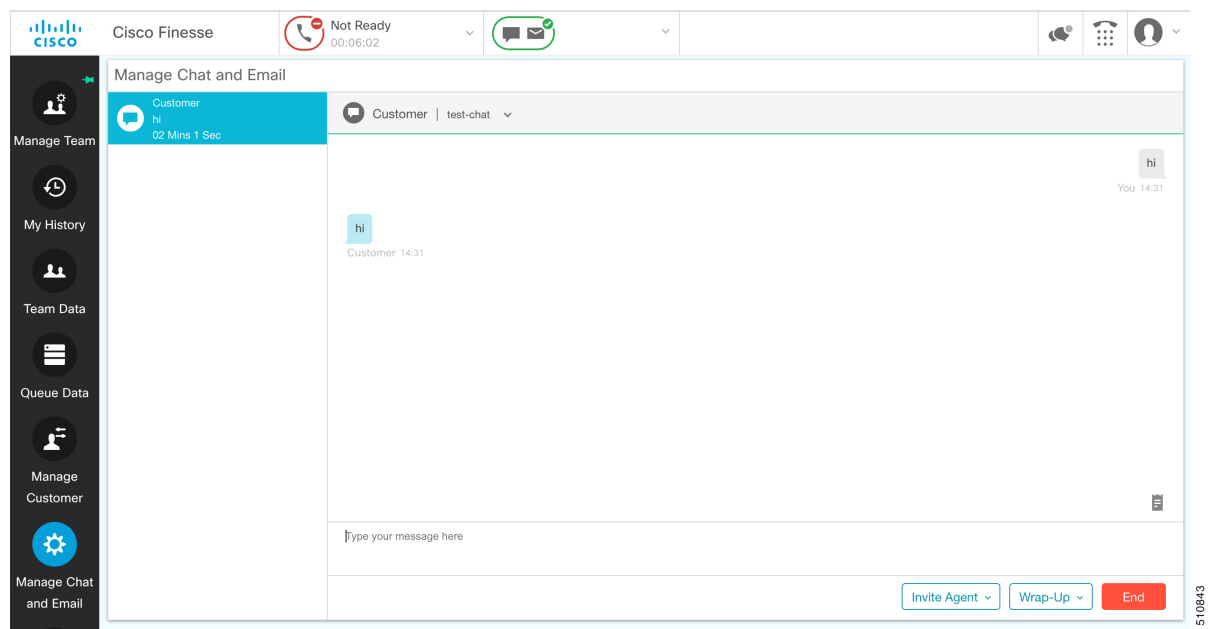 CISCO
Cisco Finesse
Not Ready
00:06:02
Manage Team
My History
Team Data
Queue Data
Manage
Customer
Manage Chat
and Email
Manage Chat and Email
Customer
hi
02 Mins 1 Sec
Customer | test-chat
hi
You 14:31
hi
Customer 14:31
Type your message here
Invite Agent
Wrap-Up
End
510843